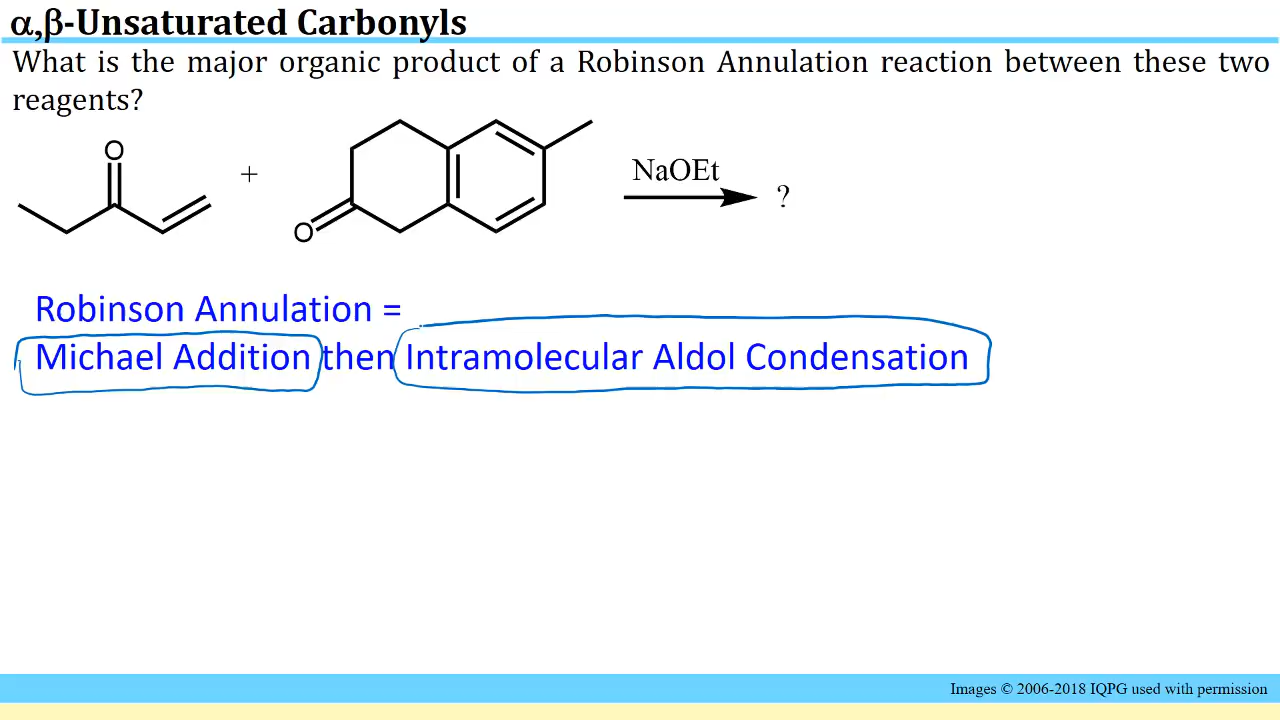 α,β-Unsaturated Carbonyls
What is the major organic product of a Robinson Annulation reaction between these two
reagents?
O
+
O
NaOEt
?
Robinson Annulation =
Michael Addition then Intramolecular Aldol Condensation
Images © 2006-2018 IQPG used with permission